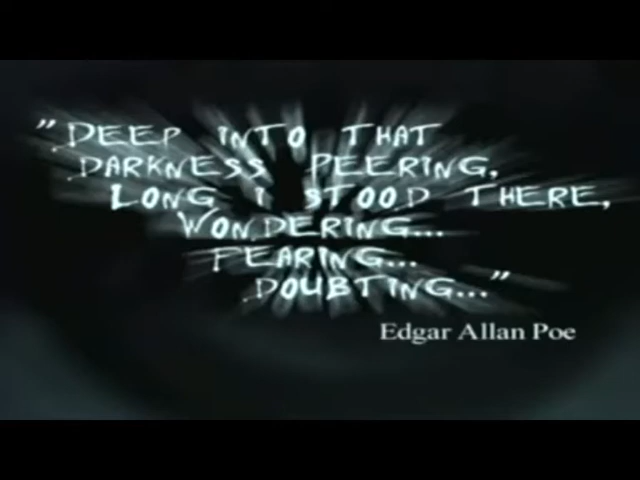 "DEEP INTO THAT
DARKNESS PEERING,
LONG I STOOD THERE,
WONDERING...
FEARING...
DOUBTING..."
Edgar Allan Poe